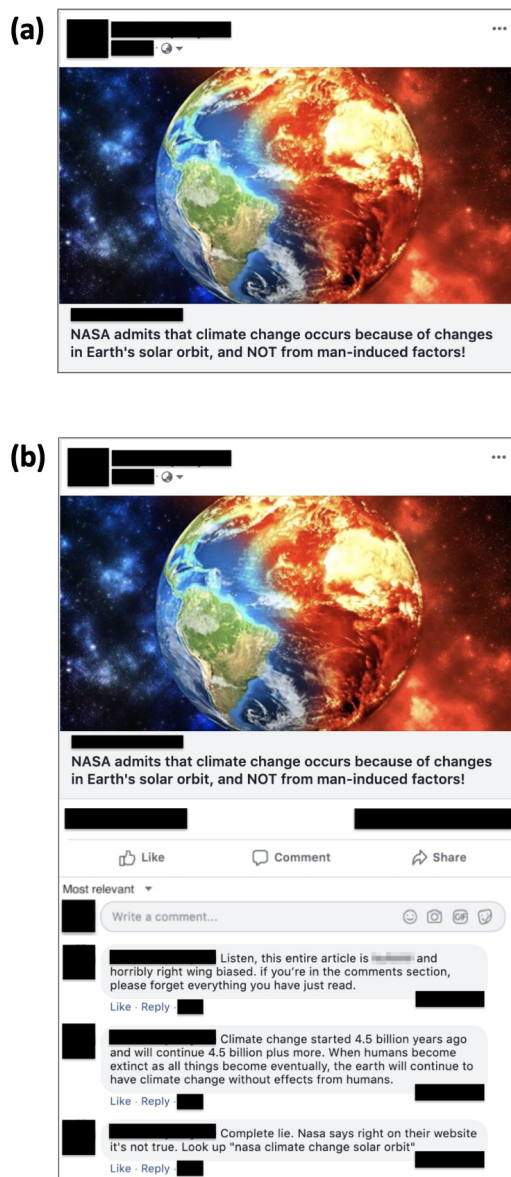 (a)
NASA admits that climate change occurs because of changes
in Earth's solar orbit, and NOT from man-induced factors!
(b)
NASA admits that climate change occurs because of changes
in Earth's solar orbit, and NOT from man-induced factors!
Like Comment Share
Most relevant
Write a comment... GIF
Listen, this entire article is and
horribly right wing biased. if you're in the comments section,
please forget everything you have just read.
Like · Reply ·
Climate change started 4.5 billion years ago
and will continue 4.5 billion plus more. When humans become
extinct as all things become eventually, the earth will continue to
have climate change without effects from humans.
Like · Reply ·
Complete lie. Nasa says right on their website
it's not true. Look up "nasa climate change solar orbit"
Like · Reply ·